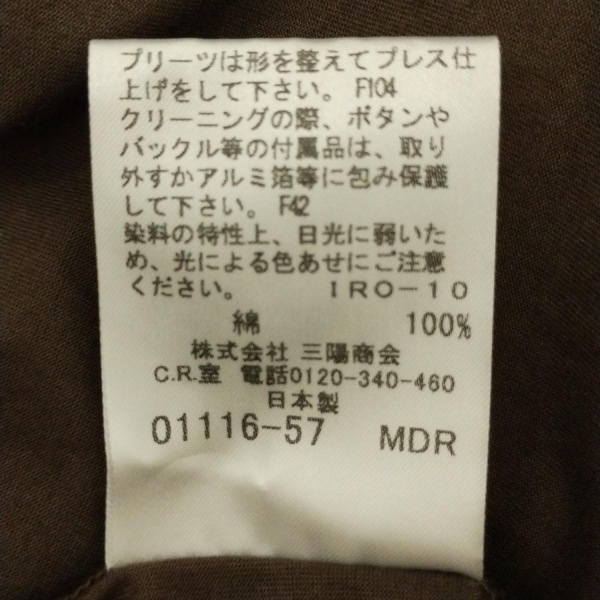 プリーツは形を整えてプレス仕
上げをして下さい。 F104
クリーニングの際、ボタンや
バックル等の付属品は、取り
外すかアルミ箔等に包み保護
して下さい。 F42
染料の特性上、日光に弱いた
め、光による色あせにご注意
ください。 IRO-10
綿 100%
株式会社 三陽商会
C.R.室 電話0120-340-460
日本製
01116-57 MDR